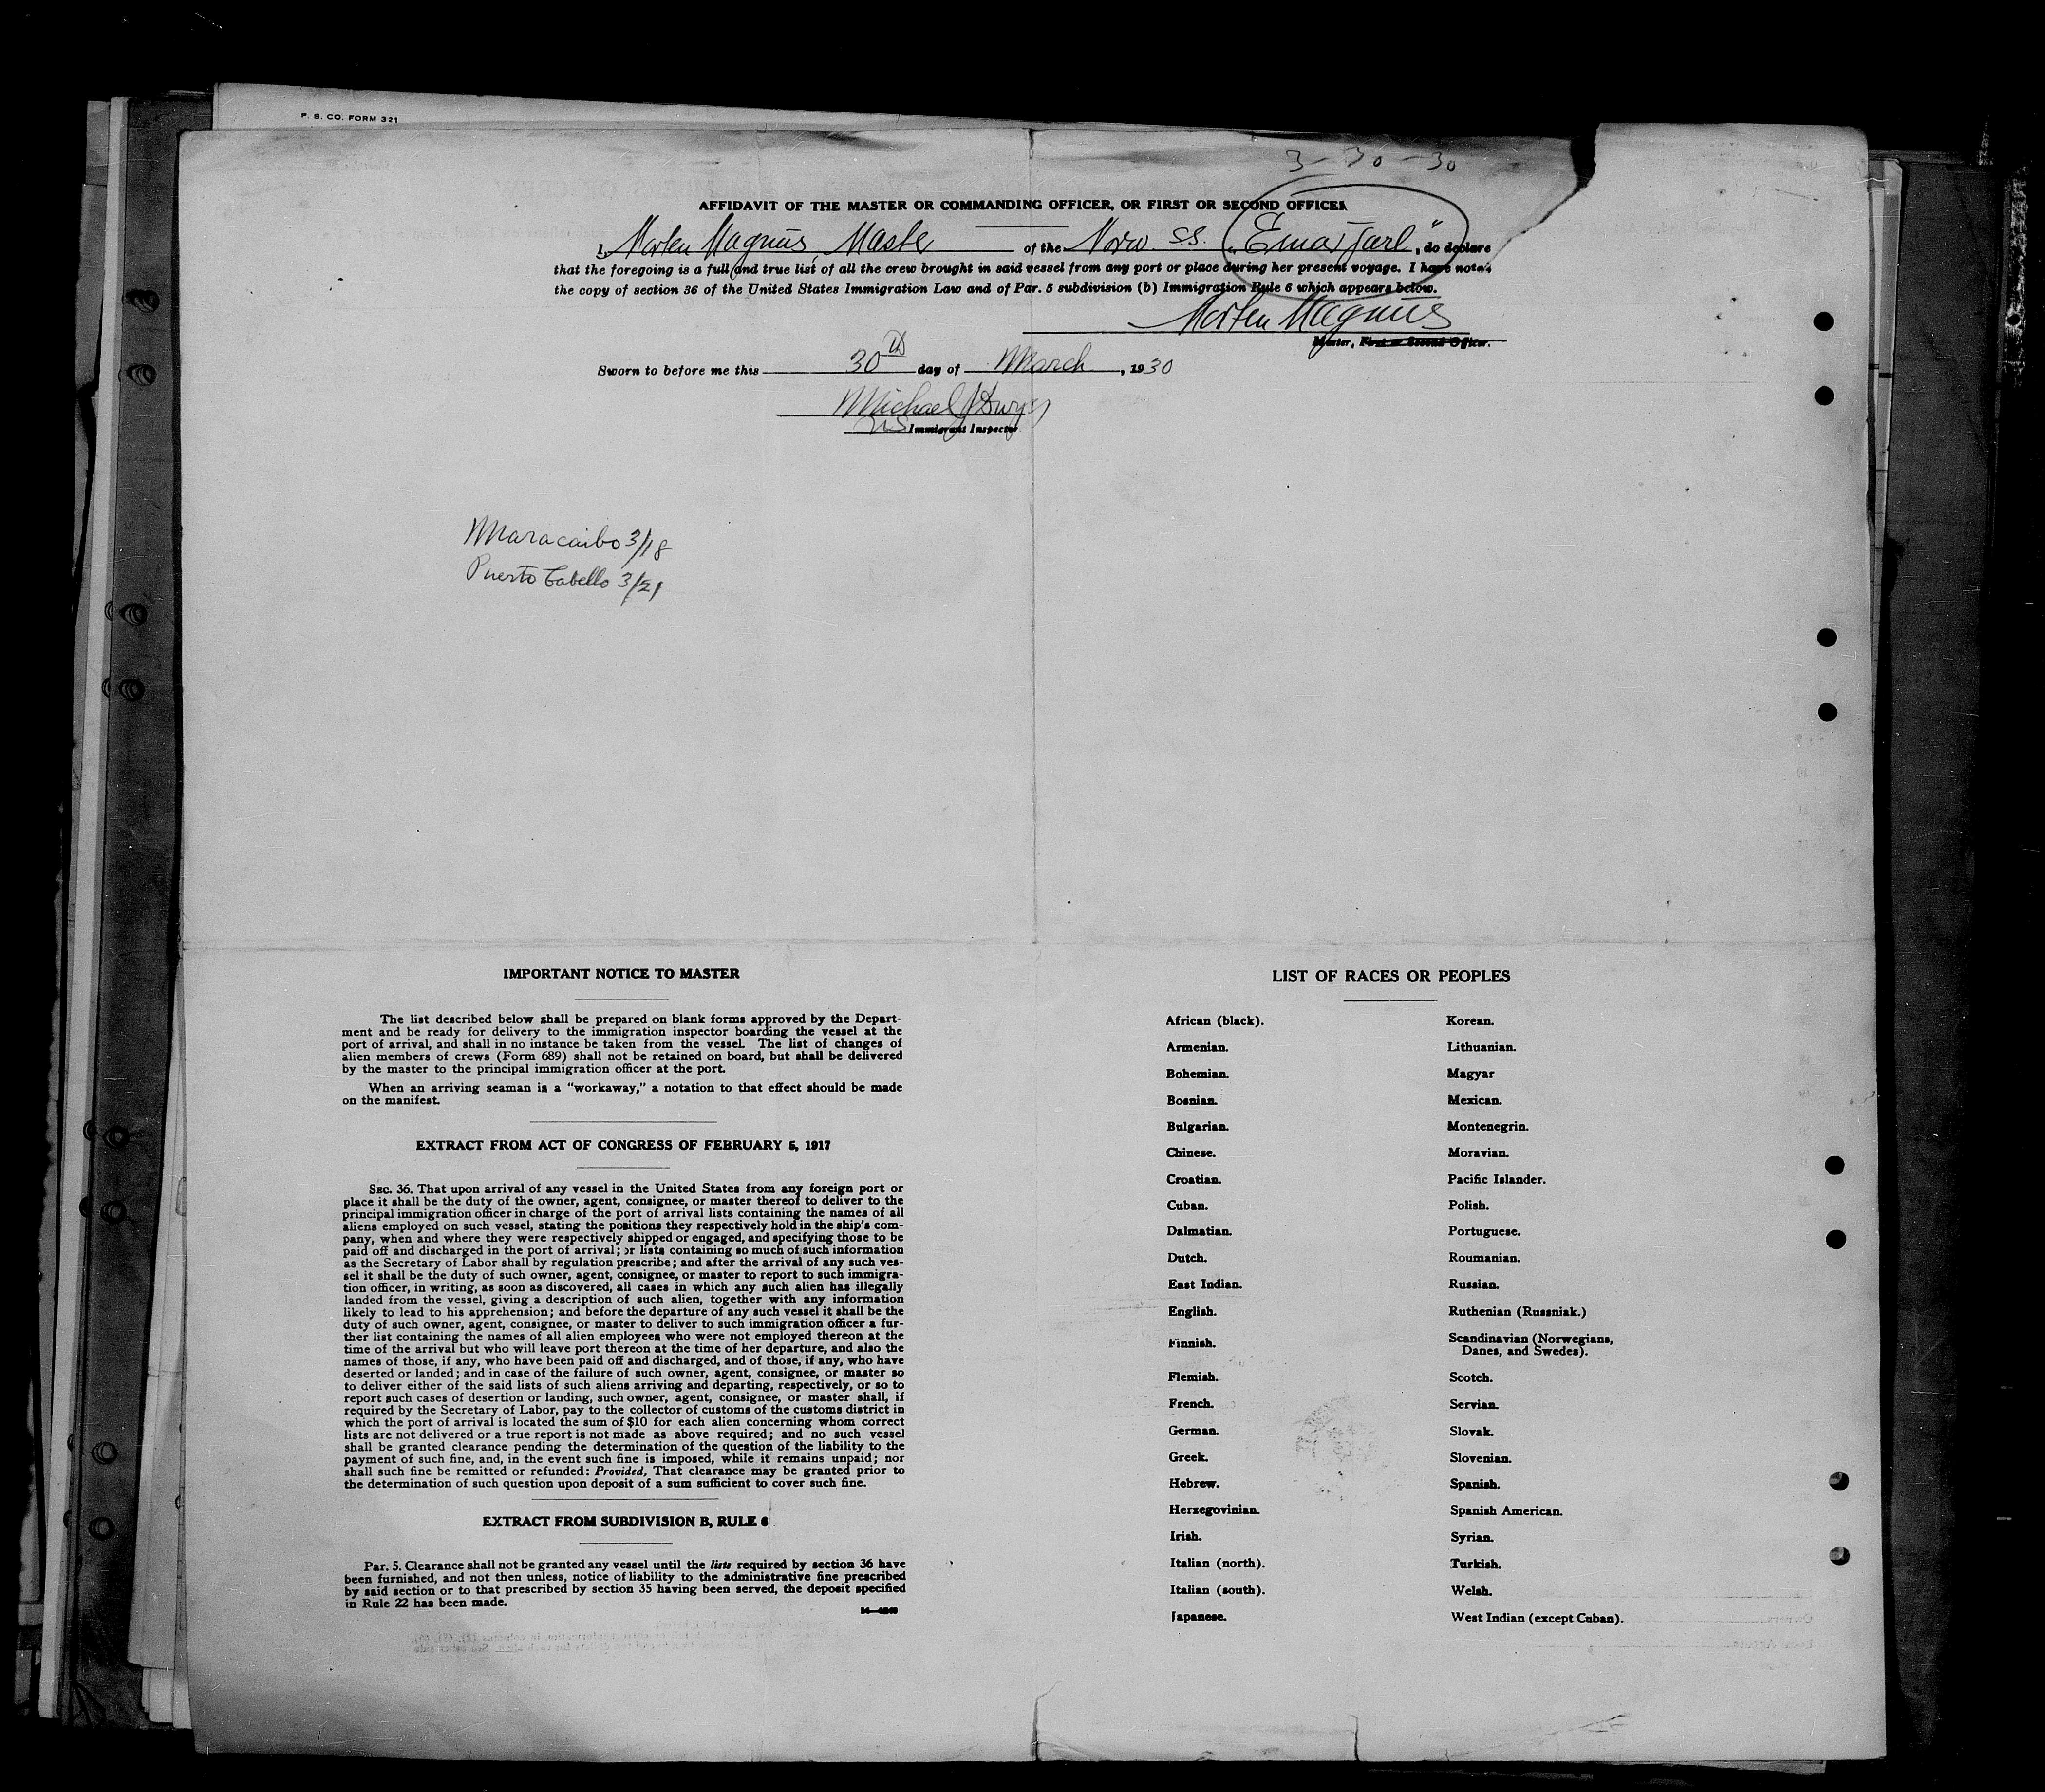 P. S. CO. FORM 321
3-30-30
AFFIDAVIT OF THE MASTER OR COMMANDING OFFICER, OR FIRST OR SECOND OFFICER
I, Morten Magnus, Master of the Norw. SS. "Einar Jarl", do declare
that the foregoing is a full and true list of all the crew brought in said vessel from any port or place during her present voyage. I have noted
the copy of section 36 of the United States Immigration Law and of Par. 5 subdivision (b) Immigration Rule 6 which appears below.
Morten Magnus
Master, First or Second Officer.
Sworn to before me this 30th day of March, 1930
Michael J Dwyer
US Immigrant Inspector
Maracaibo 3/18
Puerto Cabello 3/21
IMPORTANT NOTICE TO MASTER
The list described below shall be prepared on blank forms approved by the Depart-
ment and be ready for delivery to the immigration inspector boarding the vessel at the
port of arrival, and shall in no instance be taken from the vessel. The list of changes of
alien members of crews (Form 689) shall not be retained on board, but shall be delivered
by the master to the principal immigration officer at the port.
When an arriving seaman is a "workaway," a notation to that effect should be made
on the manifest.
EXTRACT FROM ACT OF CONGRESS OF FEBRUARY 5, 1917
SEC. 36. That upon arrival of any vessel in the United States from any foreign port or
place it shall be the duty of the owner, agent, consignee, or master thereof to deliver to the
principal immigration officer in charge of the port of arrival lists containing the names of all
aliens employed on such vessel, stating the positions they respectively hold in the ship's com-
pany, when and where they were respectively shipped or engaged, and specifying those to be
paid off and discharged in the port of arrival; or lists containing so much of such information
as the Secretary of Labor shall by regulation prescribe; and after the arrival of any such ves-
sel it shall be the duty of such owner, agent, consignee, or master to report to such immigra-
tion officer, in writing, as soon as discovered, all cases in which any such alien has illegally
landed from the vessel, giving a description of such alien, together with any information
likely to lead to his apprehension; and before the departure of any such vessel it shall be the
duty of such owner, agent, consignee, or master to deliver to such immigration officer a fur-
ther list containing the names of all alien employees who were not employed thereon at the
time of the arrival but who will leave port thereon at the time of her departure, and also the
names of those, if any, who have been paid off and discharged, and of those, if any, who have
deserted or landed; and in case of the failure of such owner, agent, consignee, or master so
to deliver either of the said lists of such aliens arriving and departing, respectively, or so to
report such cases of desertion or landing, such owner, agent, consignee, or master shall, if
required by the Secretary of Labor, pay to the collector of customs of the customs district in
which the port of arrival is located the sum of $10 for each alien concerning whom correct
lists are not delivered or a true report is not made as above required; and no such vessel
shall be granted clearance pending the determination of the question of the liability to the
payment of such fine, and, in the event such fine is imposed, while it remains unpaid; nor
shall such fine be remitted or refunded: Provided, That clearance may be granted prior to
the determination of such question upon deposit of a sum sufficient to cover such fine.
EXTRACT FROM SUBDIVISION B, RULE 6
Par. 5. Clearance shall not be granted any vessel until the lists required by section 36 have
been furnished, and not then unless, notice of liability to the administrative fine prescribed
by said section or to that prescribed by section 35 having been served, the deposit specified
in Rule 22 has been made.
LIST OF RACES OR PEOPLES
African (black).
Armenian.
Bohemian.
Bosnian.
Bulgarian.
Chinese.
Croatian.
Cuban.
Dalmatian.
Dutch.
East Indian.
English.
Finnish.
Flemish.
French.
German.
Greek.
Hebrew.
Herzegovinian.
Irish.
Italian (north).
Italian (south).
Japanese.
Korean.
Lithuanian.
Magyar
Mexican.
Montenegrin.
Moravian.
Pacific Islander.
Polish.
Portuguese.
Roumanian.
Russian.
Ruthenian (Russniak.)
Scandinavian (Norwegians,
Danes, and Swedes).
Scotch.
Servian.
Slovak.
Slovenian.
Spanish.
Spanish American.
Syrian.
Turkish.
Welsh.
West Indian (except Cuban).